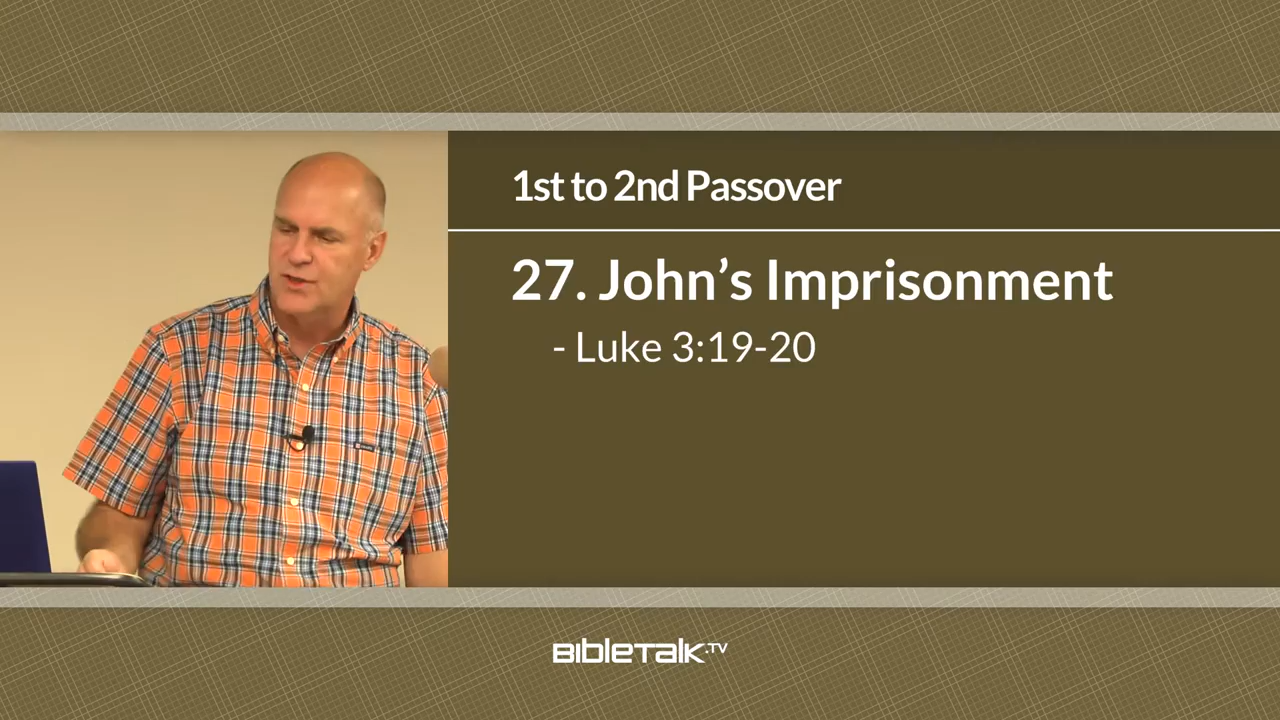 1st to 2nd Passover
27. John’s Imprisonment
- Luke 3:19-20
BIBLETALK.TV